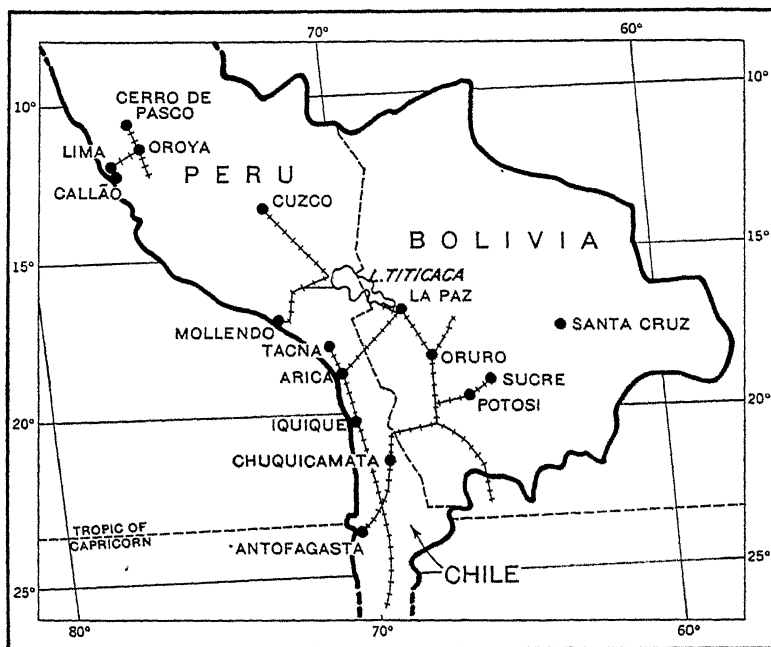 70°
60°
10°
10°
CERRO DE
PASCO
LIMA
OROYA
CALLÃO
PERU
CUZCO
BOLIVIA
15°
15°
L. TITICACA
LA PAZ
MOLLENDO
SANTA CRUZ
TACNA
ORURO
ARICA
SUCRE
POTOSI
20°
20°
IQUIQUE
CHUQUICAMATA
TROPIC OF
CAPRICORN
ANTOFAGASTA
CHILE
25°
25°
80°
70°
60°